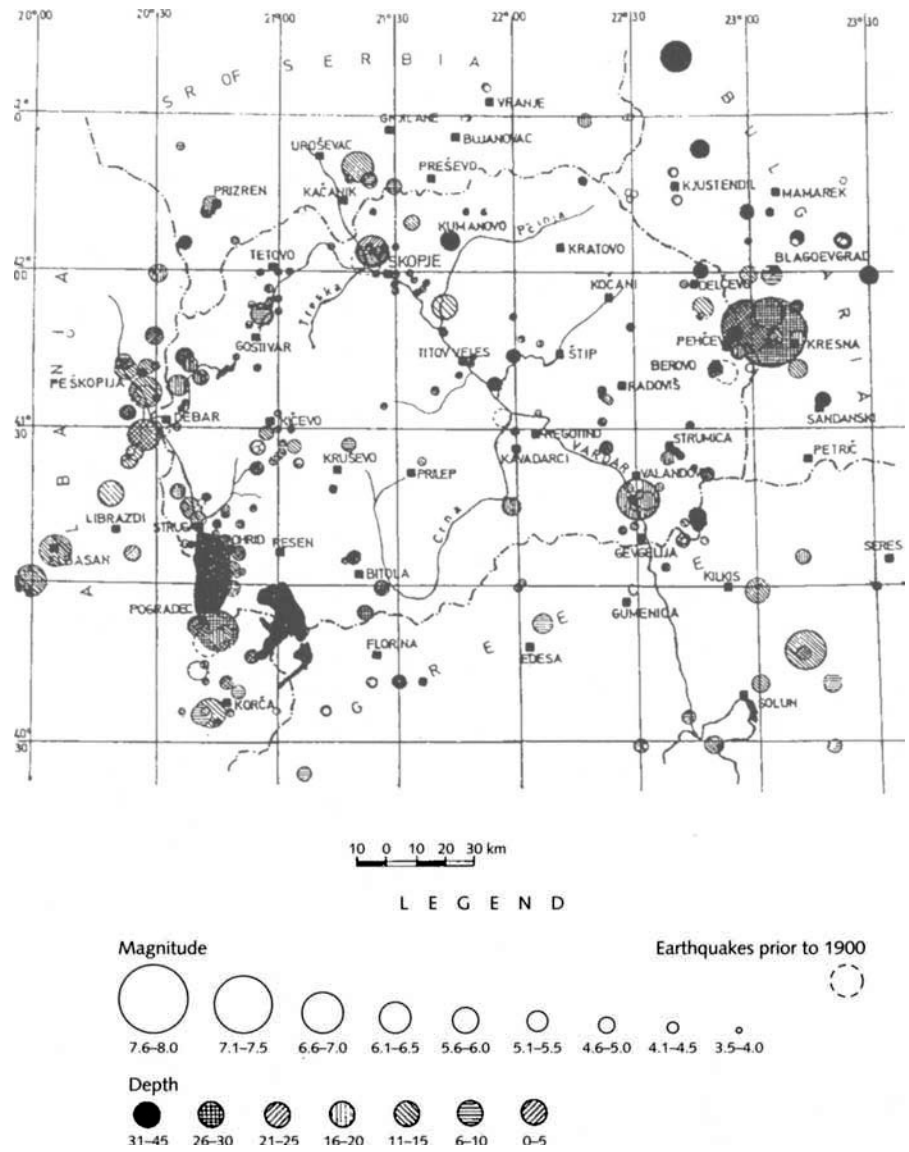 20°00 20°30 21°00 21°30 22°00 22°30 23°00 23°30
SR OF SERBIA
VRANJE
BUJANOVAC
UROŠEVAC
PREŠEVO
KJUSTENDIL
MAMAREK
PRIZREN
KAČANIK
KUMANOVO
Pčinja
KRATOVO
BLAGOEVGRAD
TETOVO
SKOPJE
Treska
KOČANI
DELČEVO
GOSTIVAR
TITOV VELES
ŠTIP
PEHČEVO
KRESNA
BEROVO
PEŠKOPIJA
RADOVIŠ
SANDANSKI
DEBAR
KIČEVO
NEGOTINO
STRUMICA
KRUŠEVO
PRILEP
KAVADARCI
VARDAR
VALANDOVO
PETRIČ
LIBRAZDI
STRUGA
Crna
OHRID
RESEN
GEVGELIJA
SERES
ELBASAN
BITOLA
KILKIS
POGRADEC
GUMENICA
FLORINA
EDESA
GREECE
KORČA
SOLUN
ALBANIJA
BULGARIA
10 0 10 20 30 km
LEGEND
Magnitude Earthquakes prior to 1900
7.6–8.0 7.1–7.5 6.6–7.0 6.1–6.5 5.6–6.0 5.1–5.5 4.6–5.0 4.1–4.5 3.5–4.0
Depth
31–45 26–30 21–25 16–20 11–15 6–10 0–5